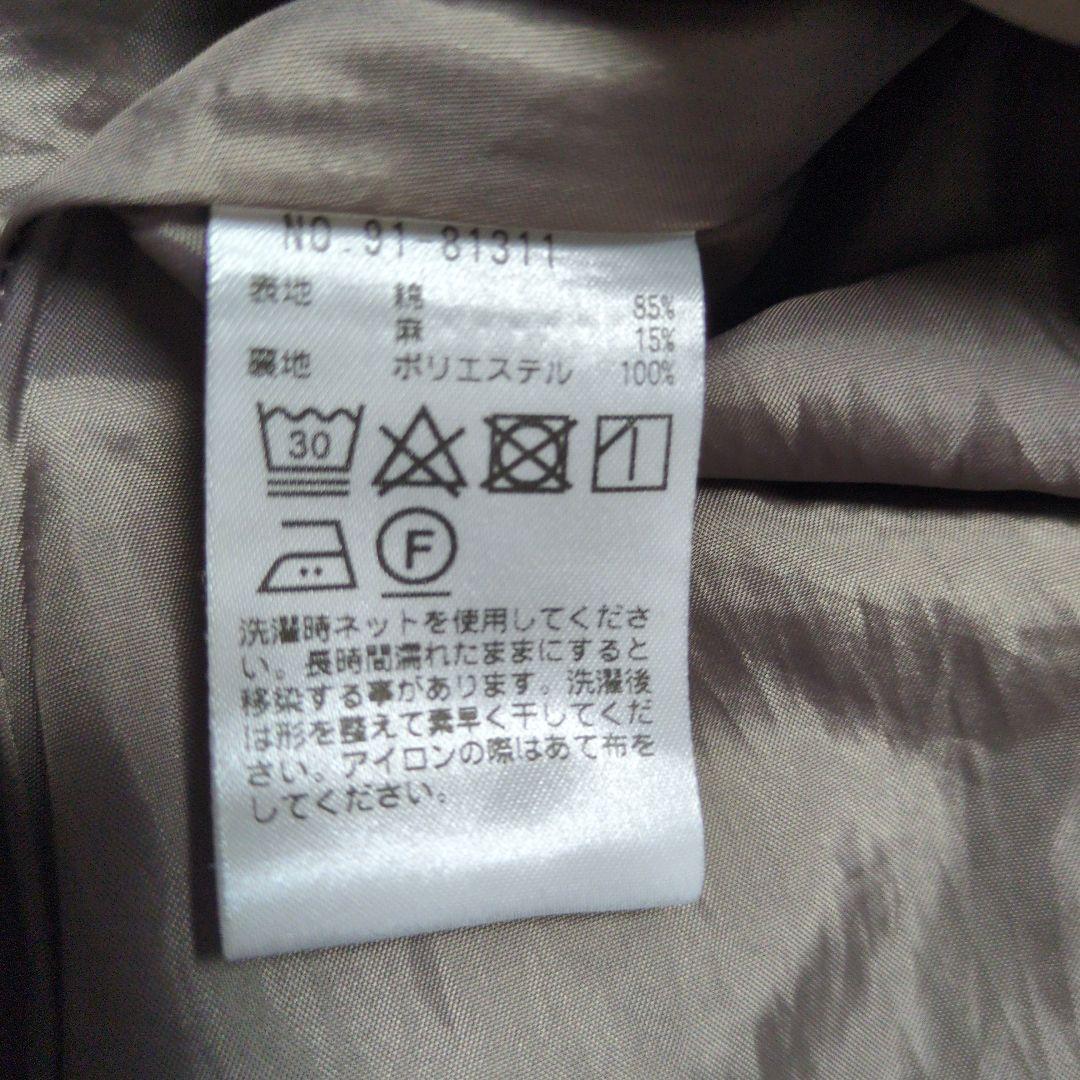 NO.91-81311
表地 綿 85%
麻 15%
裏地 ポリエステル 100%
30
F
洗濯時ネットを使用してくださ
い。長時間濡れたままにすると
移染する事があります。洗濯後
は形を整えて素早く干してくだ
さい。アイロンの際はあて布を
してください。